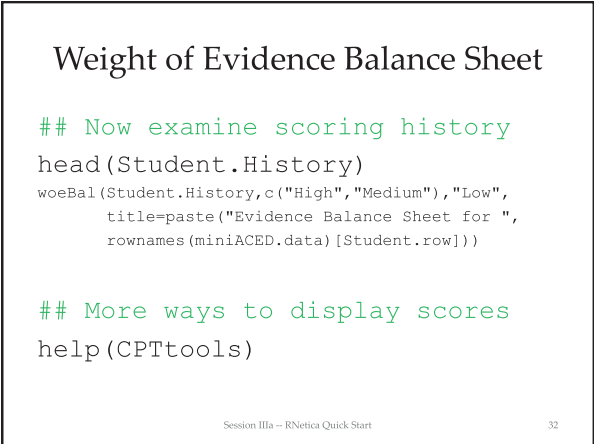 Weight of Evidence Balance Sheet
## Now examine scoring history
head(Student.History)
woeBal(Student.History,c("High","Medium"),"Low",
title=paste("Evidence Balance Sheet for ",
rownames(miniACED.data)[Student.row]))
## More ways to display scores
help(CPTtools)
Session IIIa -- RNetica Quick Start
32